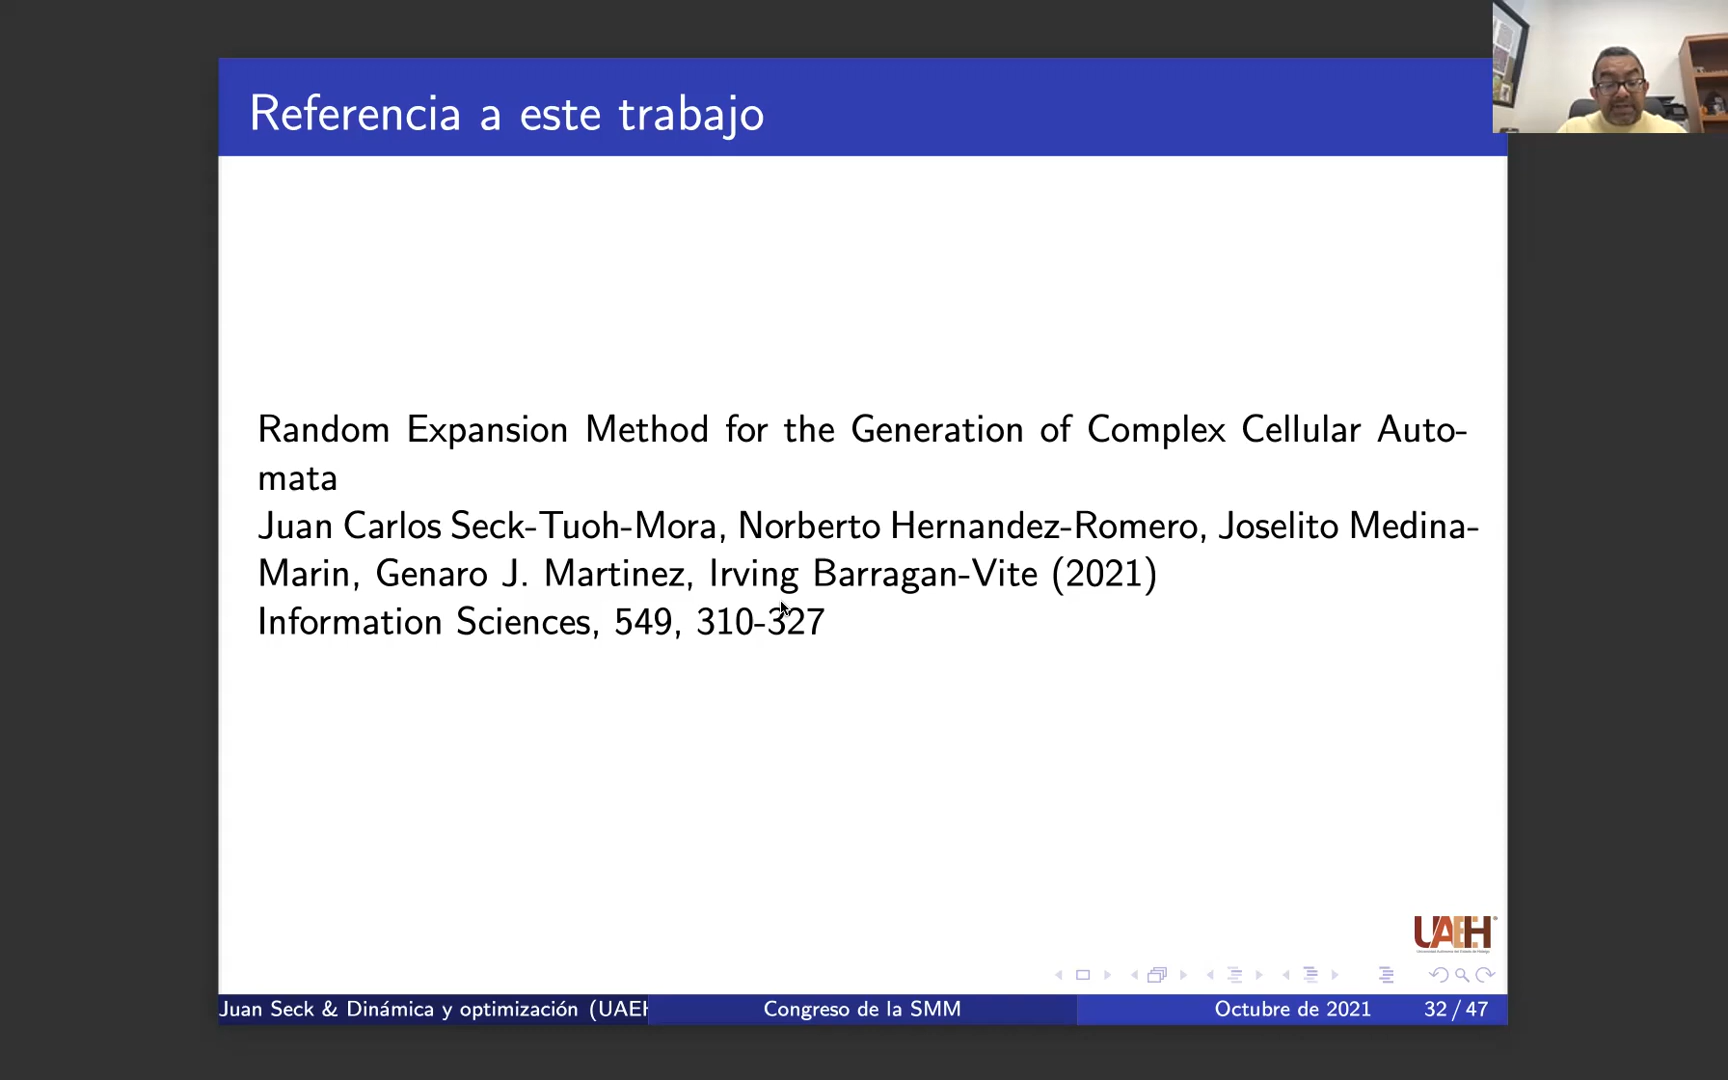 Referencia a este trabajo
Random Expansion Method for the Generation of Complex Cellular Auto-
mata
Juan Carlos Seck-Tuoh-Mora, Norberto Hernandez-Romero, Joselito Medina-
Marin, Genaro J. Martinez, Irving Barragan-Vite (2021)
Information Sciences, 549, 310-327
UAEH
Juan Seck & Dinámica y optimización (UAEH
Congreso de la SMM
Octubre de 2021
32 / 47